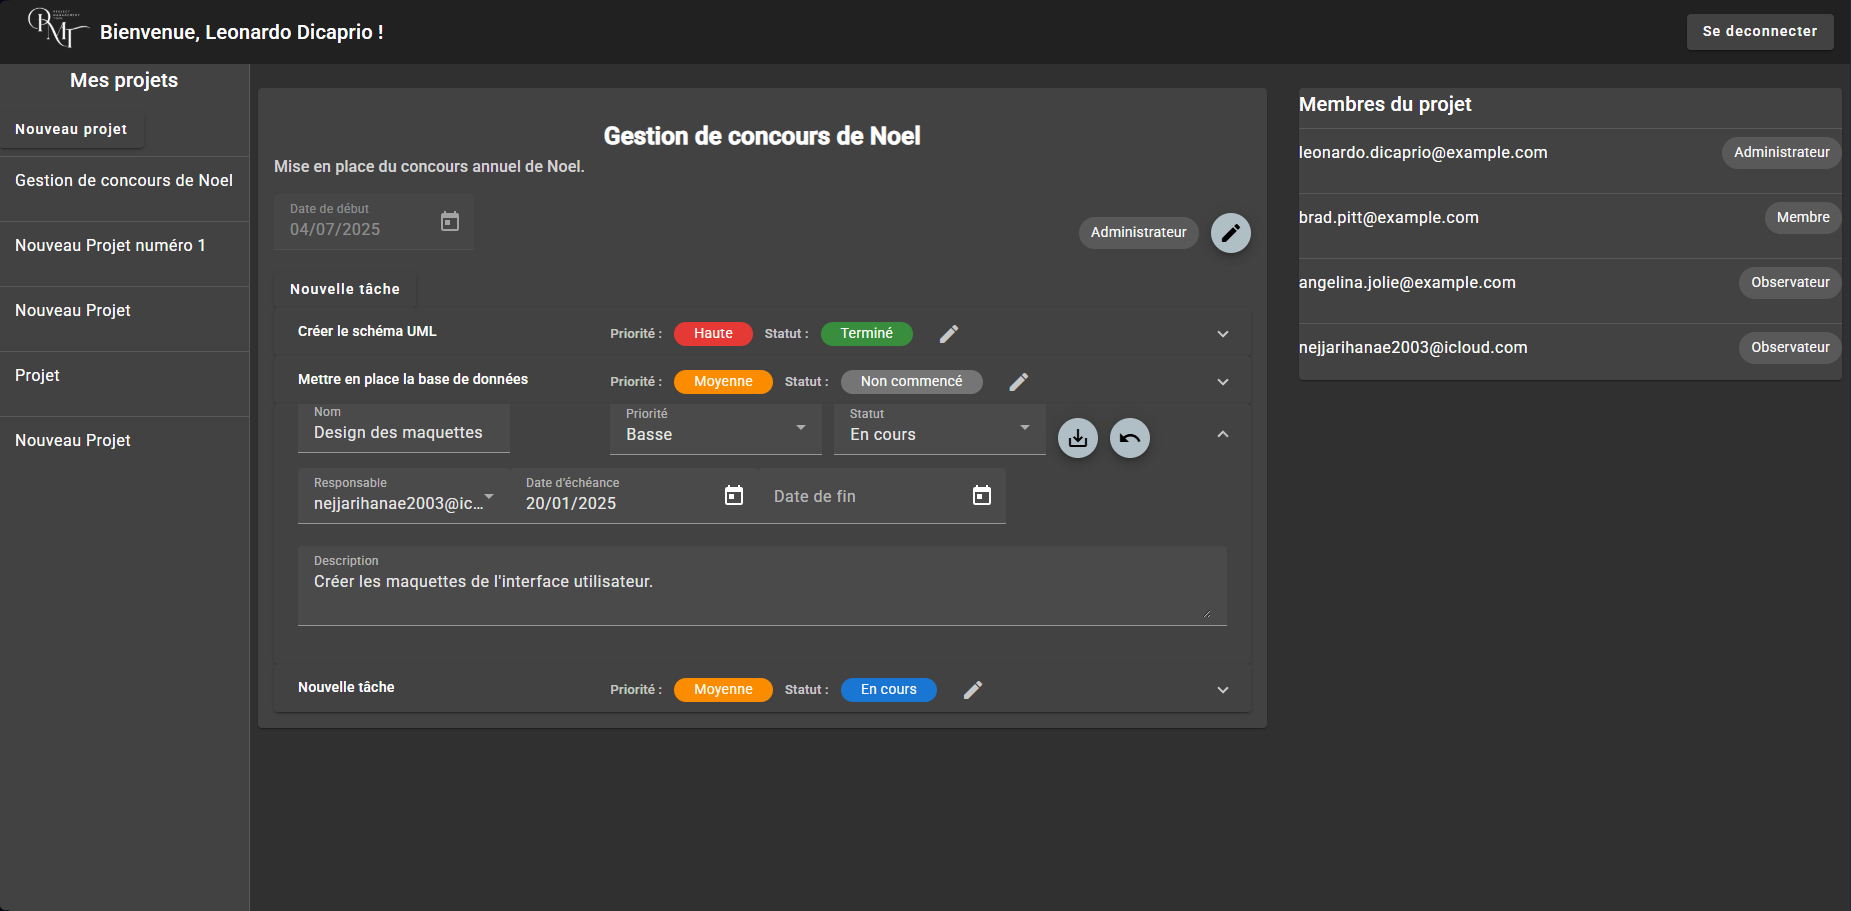 PROJECT
MANAGEMENT
PMT
Bienvenue, Leonardo Dicaprio !
Se deconnecter
Mes projets
Nouveau projet
Gestion de concours de Noel
Nouveau Projet numéro 1
Nouveau Projet
Projet
Nouveau Projet
Gestion de concours de Noel
Mise en place du concours annuel de Noel.
Date de début
04/07/2025
Administrateur
Nouvelle tâche
Créer le schéma UML Priorité : Haute Statut : Terminé
Mettre en place la base de données Priorité : Moyenne Statut : Non commencé
Nom
Design des maquettes
Priorité
Basse
Statut
En cours
Responsable
nejjarihanae2003@ic...
Date d'échéance
20/01/2025
Date de fin
Description
Créer les maquettes de l'interface utilisateur.
Nouvelle tâche Priorité : Moyenne Statut : En cours
Membres du projet
leonardo.dicaprio@example.com Administrateur
brad.pitt@example.com Membre
angelina.jolie@example.com Observateur
nejjarihanae2003@icloud.com Observateur